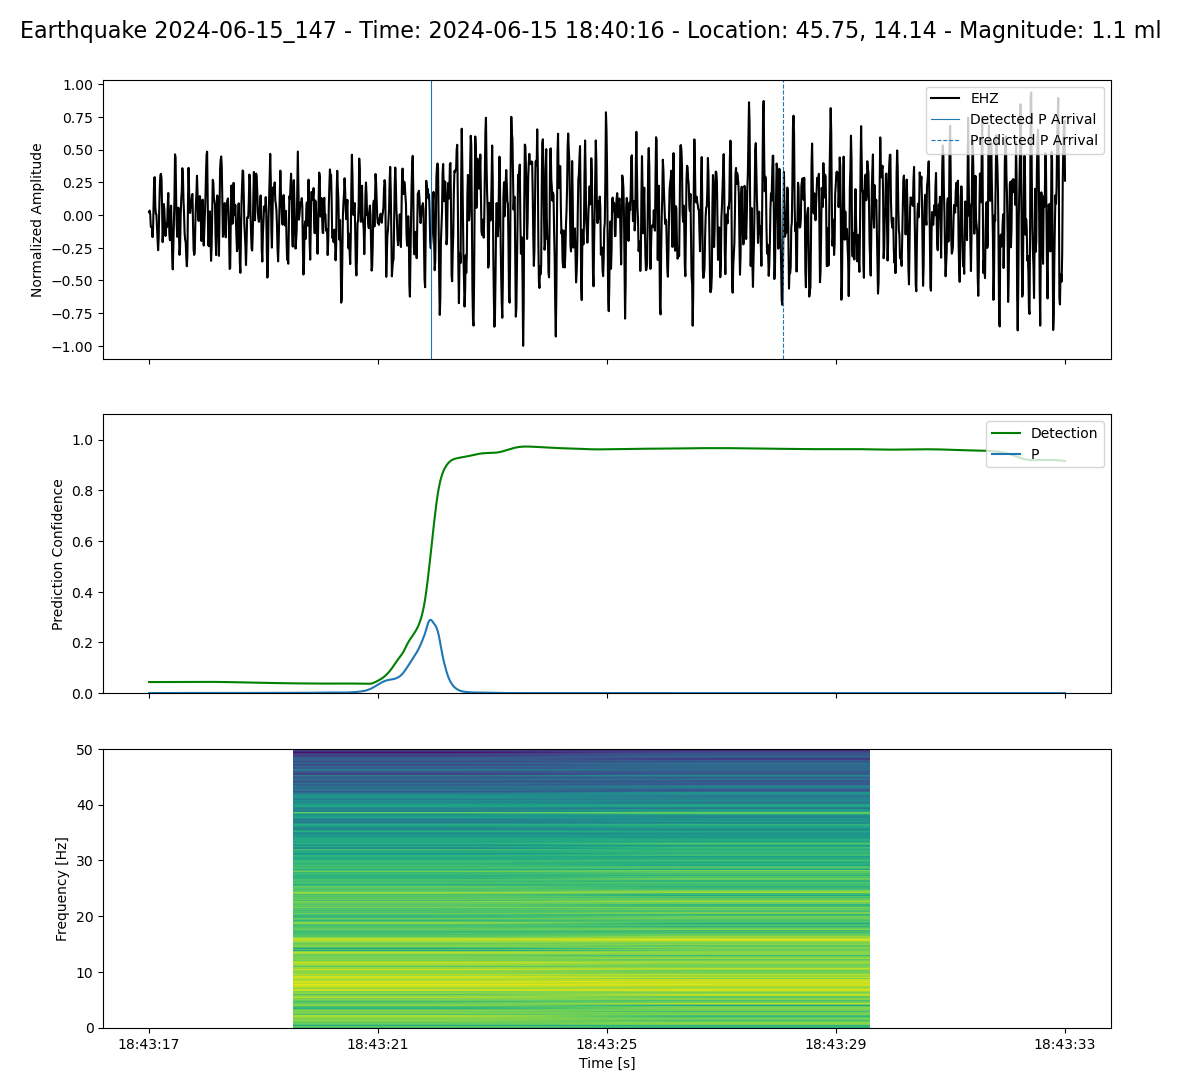 Earthquake 2024-06-15_147 - Time: 2024-06-15 18:40:16 - Location: 45.75, 14.14 - Magnitude: 1.1 ml
Normalized Amplitude
1.00
0.75
0.50
0.25
0.00
−0.25
−0.50
−0.75
−1.00
EHZ
Detected P Arrival
Predicted P Arrival
Prediction Confidence
1.0
0.8
0.6
0.4
0.2
0.0
Detection
P
Frequency [Hz]
50
40
30
20
10
0
18:43:17 18:43:21 18:43:25 18:43:29 18:43:33
Time [s]